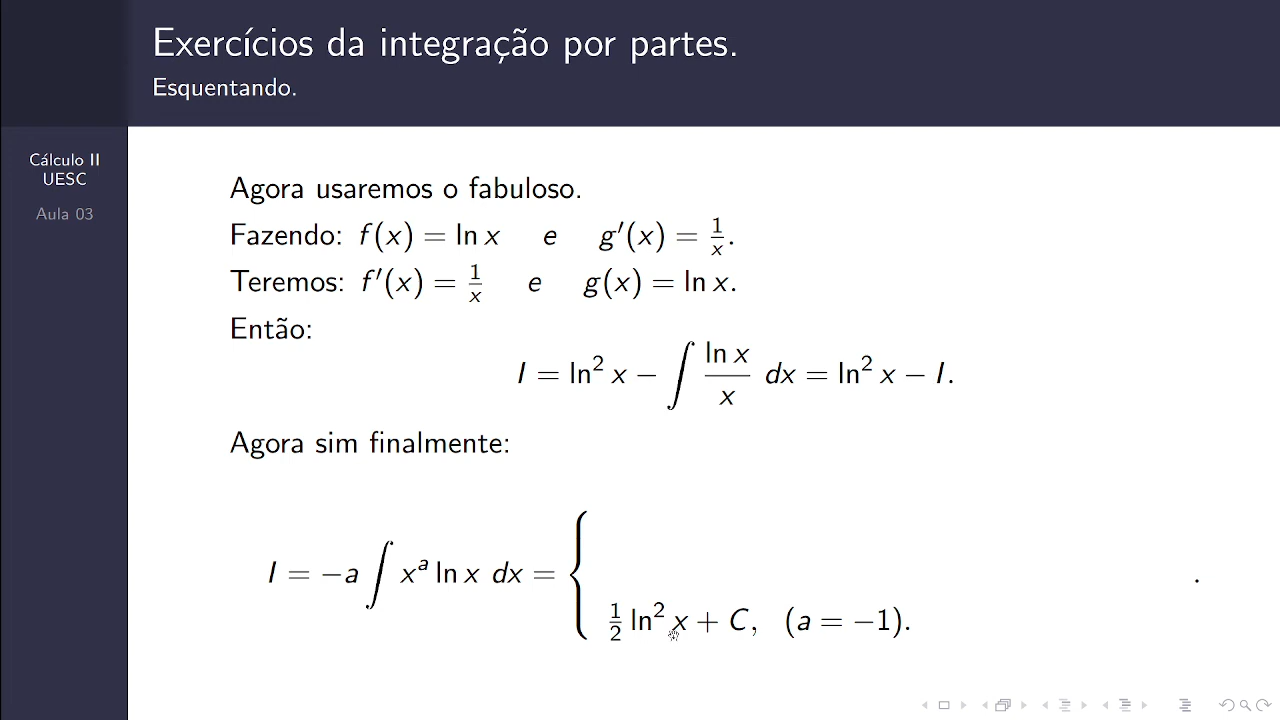 Exercícios da integração por partes.
Esquentando.
Cálculo II
UESC
Aula 03
Agora usaremos o fabuloso.
Fazendo: f(x) = ln x e g′(x) = 1/x.
Teremos: f′(x) = 1/x e g(x) = ln x.
Então:
I = ln² x − ∫ ln x / x dx = ln² x − I.
Agora sim finalmente:
I = −a ∫ xᵃ ln x dx = {
½ ln² x + C, (a = −1).
.